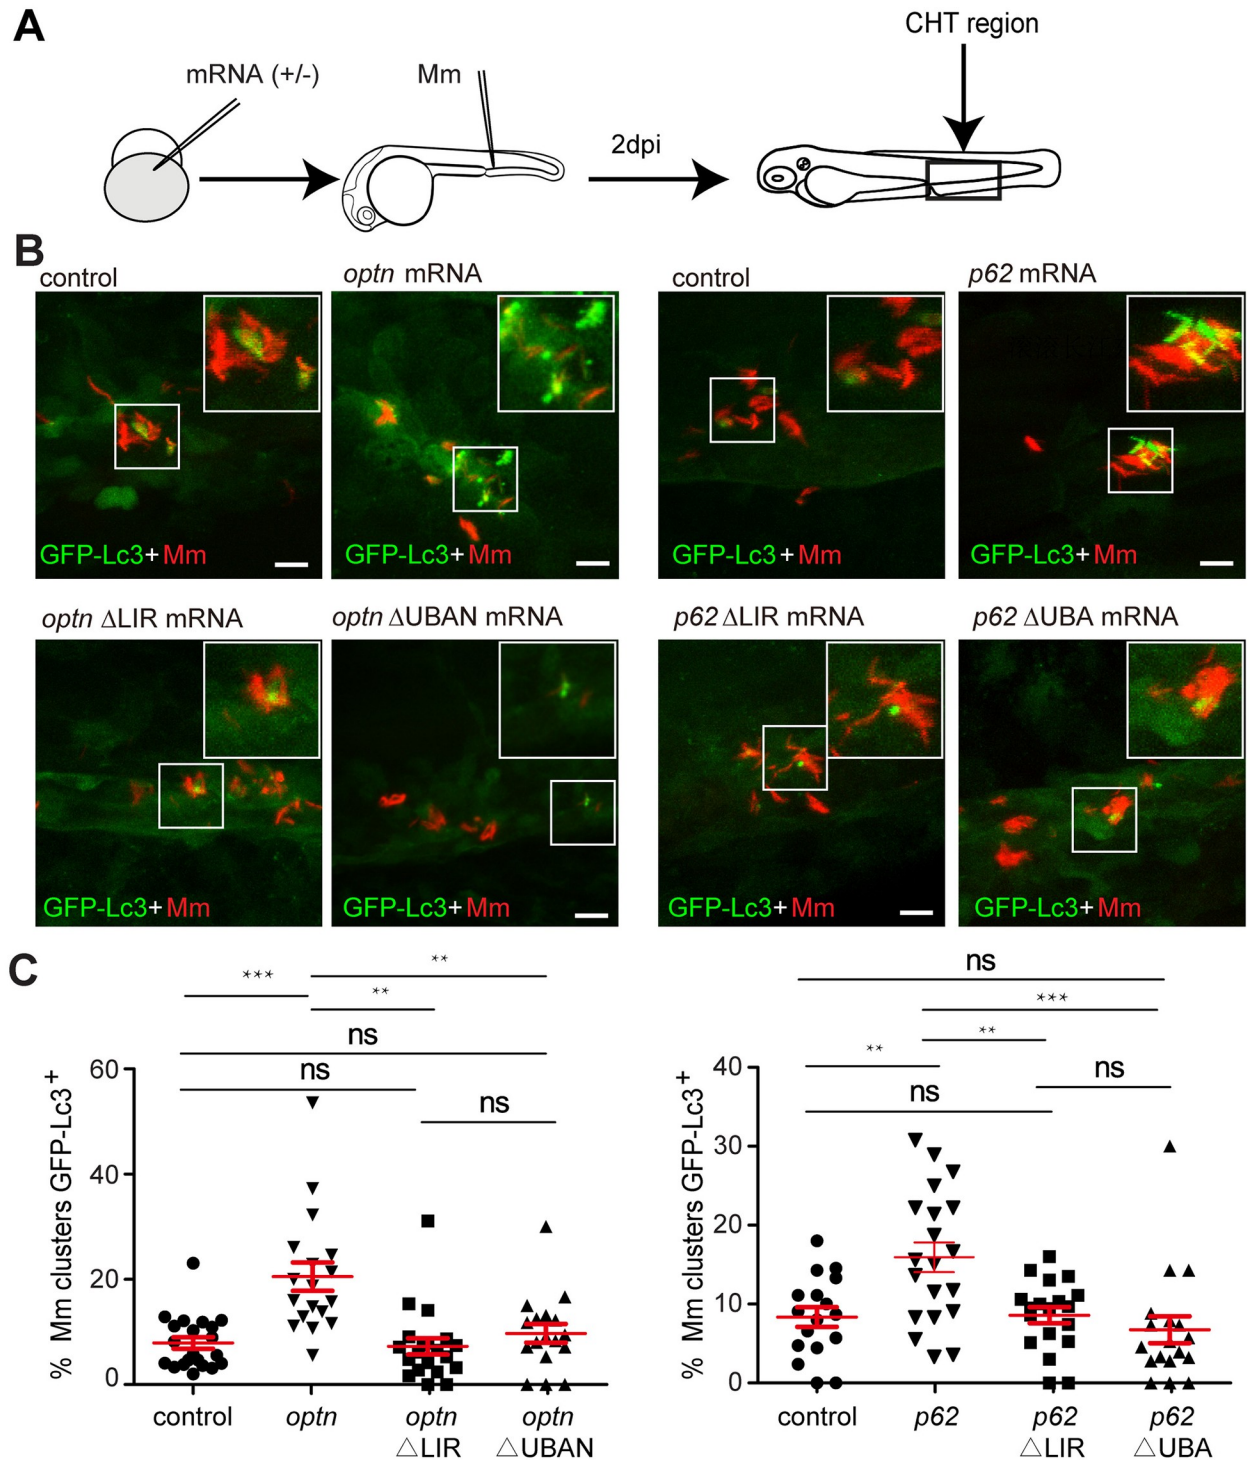 A
CHT region
mRNA (+/-)
Mm
2dpi
B
control
optn mRNA
control
p62 mRNA
GFP-Lc3+Mm
GFP-Lc3+Mm
GFP-Lc3+Mm
GFP-Lc3+Mm
optn ΔLIR mRNA
optn ΔUBAN mRNA
p62 ΔLIR mRNA
p62 ΔUBA mRNA
GFP-Lc3+Mm
GFP-Lc3+Mm
GFP-Lc3+Mm
GFP-Lc3+Mm
C
% Mm clusters GFP-Lc3+
***
**
**
ns
ns
ns
60
40
20
0
control
optn
optn
△LIR
optn
△UBAN
% Mm clusters GFP-Lc3+
ns
***
**
**
ns
ns
40
30
20
10
0
control
p62
p62
△LIR
p62
△UBA